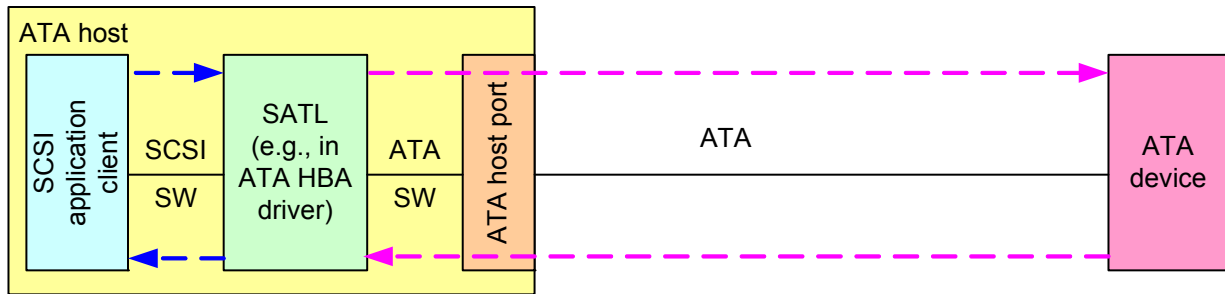 ATA host
SCSI
application
client
SCSI
SW
SATL
(e.g., in
ATA HBA
driver)
ATA
SW
ATA host port
ATA
ATA
device